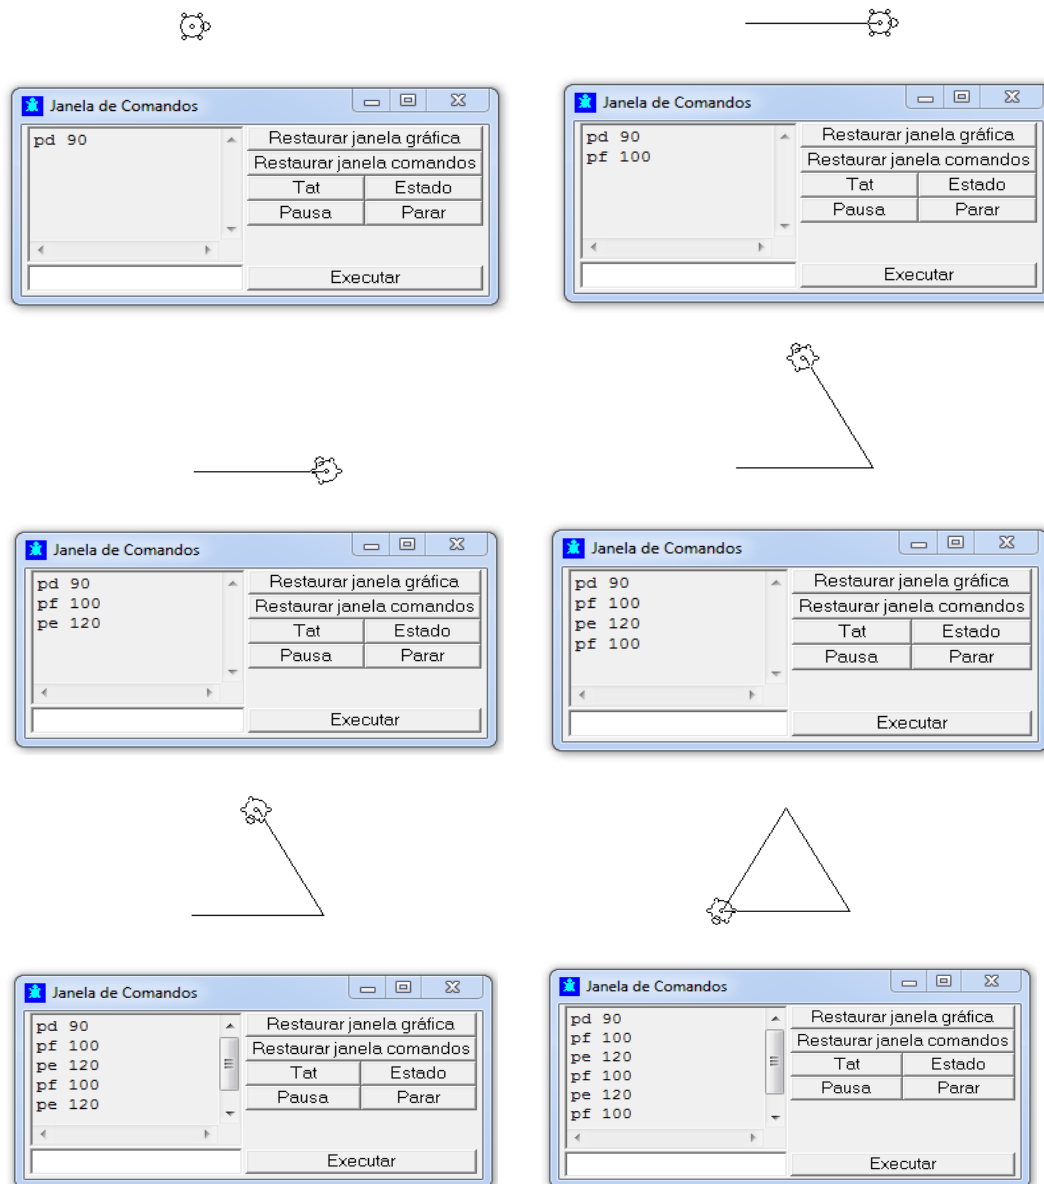 Janela de Comandos
pd 90
Restaurar janela gráfica
Restaurar janela comandos
Tat Estado
Pausa Parar
Executar
Janela de Comandos
pd 90
pf 100
Restaurar janela gráfica
Restaurar janela comandos
Tat Estado
Pausa Parar
Executar
Janela de Comandos
pd 90
pf 100
pe 120
Restaurar janela gráfica
Restaurar janela comandos
Tat Estado
Pausa Parar
Executar
Janela de Comandos
pd 90
pf 100
pe 120
pf 100
Restaurar janela gráfica
Restaurar janela comandos
Tat Estado
Pausa Parar
Executar
Janela de Comandos
pd 90
pf 100
pe 120
pf 100
pe 120
Restaurar janela gráfica
Restaurar janela comandos
Tat Estado
Pausa Parar
Executar
Janela de Comandos
pd 90
pf 100
pe 120
pf 100
pe 120
pf 100
Restaurar janela gráfica
Restaurar janela comandos
Tat Estado
Pausa Parar
Executar